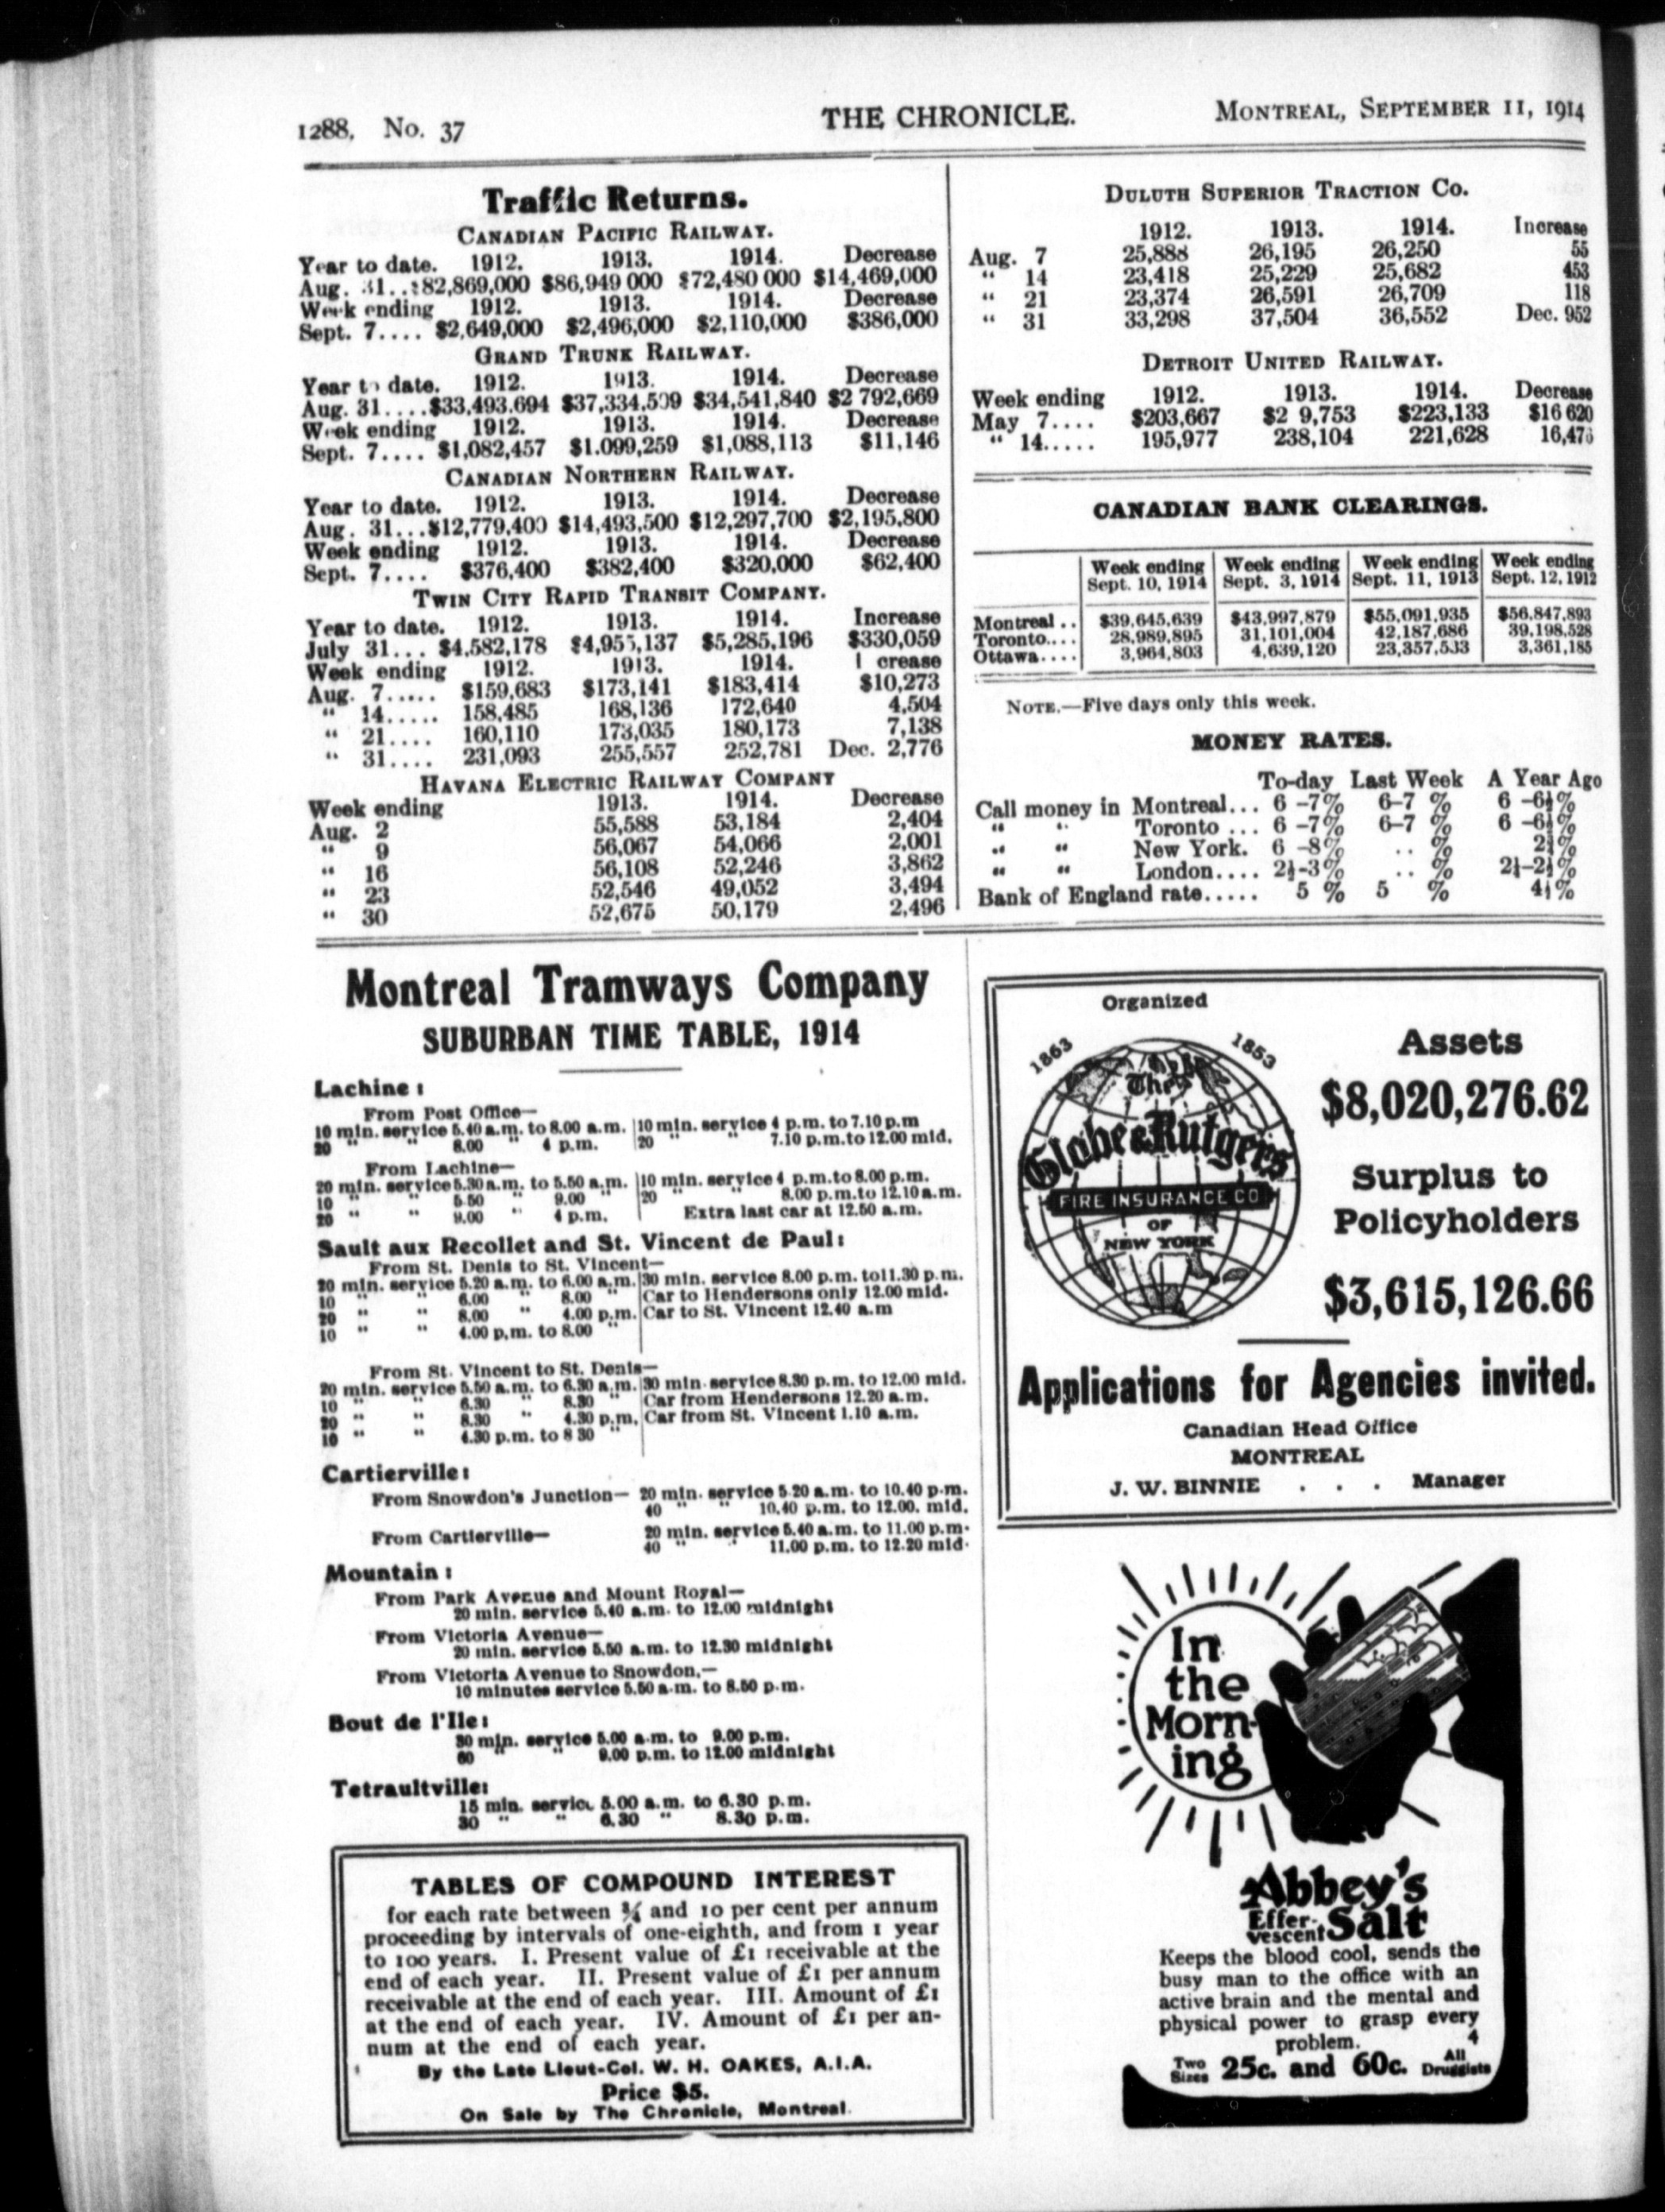 1288. No. 37 THE CHRONICLE. MONTREAL, SEPTEMBER 11, 1914
Traffic Returns.
CANADIAN PACIFIC RAILWAY.
Year to date. 1912. 1913. 1914. Decrease
Aug. 31..$82,869,000 $86,949 000 $72,480 000 $14,469,000
Week ending 1912. 1913. 1914. Decrease
Sept. 7.... $2,649,000 $2,496,000 $2,110,000 $386,000
GRAND TRUNK RAILWAY.
Year to date. 1912. 1913. 1914. Decrease
Aug. 31....$33,493.694 $37,334,509 $34,541,840 $2 792,669
Week ending 1912. 1913. 1914. Decrease
Sept. 7.... $1,082,457 $1.099,259 $1,088,113 $11,146
CANADIAN NORTHERN RAILWAY.
Year to date. 1912. 1913. 1914. Decrease
Aug. 31...$12,779,400 $14,493,500 $12,297,700 $2,195.800
Week ending 1912. 1913. 1914. Decrease
Sept. 7.... $376,400 $382,400 $320,000 $62,400
TWIN CITY RAPID TRANSIT COMPANY.
Year to date. 1912. 1913. 1914. Increase
July 31... $4,582,178 $4,955,137 $5,285,196 $330,059
Week ending 1912. 1913. 1914. I crease
Aug. 7..... $159,683 $173,141 $183,414 $10,273
“ 14..... 158,485 168,136 172,640 4,504
“ 21.... 160,110 173,035 180,173 7,138
“ 31.... 231,093 255,557 252,781 Dec. 2,776
HAVANA ELECTRIC RAILWAY COMPANY
Week ending 1913. 1914. Decrease
Aug. 2 55,588 53,184 2,404
“ 9 56,067 54,066 2,001
“ 16 56,108 52,246 3,862
“ 23 52,546 49,052 3,494
“ 30 52,675 50,179 2,496
DULUTH SUPERIOR TRACTION CO.
1912. 1913. 1914. Increase
Aug. 7 25,888 26,195 26,250 55
“ 14 23,418 25,229 25,682 453
“ 21 23,374 26,591 26,709 118
“ 31 33,298 37,504 36,552 Dec. 952
DETROIT UNITED RAILWAY.
Week ending 1912. 1913. 1914. Decrease
May 7.... $203,667 $2 9,753 $223,133 $16 620
“ 14..... 195,977 238,104 221,628 16,476
CANADIAN BANK CLEARINGS.
Week ending Week ending Week ending Week ending
Sept. 10, 1914 Sept. 3, 1914 Sept. 11, 1913 Sept. 12, 1912
Montreal .. $39,645,639 $43,997,879 $55,091,935 $56,847,893
Toronto.... 28,989,895 31,101,004 42,187,686 39,198,528
Ottawa.... 3,964,803 4,639,120 23,357,533 3,361,185
NOTE.—Five days only this week.
MONEY RATES.
To-day Last Week A Year Ago
Call money in Montreal... 6 -7% 6-7 % 6 -6½%
“ “ Toronto ... 6 -7% 6-7 % 6 -6½%
“ “ New York. 6 -8% .. %
“ “ London.... 2½-3% .. %
Bank of England rate..... 5 % 5 % 4½%
Montreal Tramways Company
SUBURBAN TIME TABLE, 1914
Lachine :
From Post Office—
10 min. service 5.40 a.m. to 8.00 a.m. 10 min. service 4 p.m. to 7.10 p.m
20 “ “ 8.00 “ 4 p.m. 20 “ “ 7.10 p.m.to 12.00 mid.
From Lachine—
20 min. service 5.30 a.m. to 5.50 a.m. 10 min. service 4 p.m.to 8.00 p.m.
10 “ “ 5.50 “ 9.00 “ 20 “ “ 8.00 p.m.to 12.10 a.m.
20 “ “ 9.00 “ 4 p.m. Extra last car at 12.50 a.m.
Sault aux Recollet and St. Vincent de Paul:
From St. Denis to St. Vincent—
20 min. service 5.20 a.m. to 6.00 a.m. 30 min. service 8.00 p.m. to11.30 p.m.
10 “ “ 6.00 “ 8.00 “ Car to Hendersons only 12.00 mid.
20 “ “ 8.00 “ 4.00 p.m. Car to St. Vincent 12.40 a.m
10 “ “ 4.00 p.m. to 8.00 “
From St. Vincent to St. Denis—
20 min. service 5.50 a.m. to 6.30 a.m. 30 min. service 8.30 p.m. to 12.00 mid.
10 “ “ 6.30 “ 8.30 “ Car from Hendersons 12.20 a.m.
20 “ “ 8.30 “ 4.30 p.m. Car from St. Vincent 1.10 a.m.
10 “ “ 4.30 p.m. to 8 30 “
Cartierville:
From Snowdon's Junction— 20 min. service 5.20 a.m. to 10.40 p.m.
40 “ “ 10.40 p.m. to 12.00. mid.
From Cartierville— 20 min. service 5.40 a.m. to 11.00 p.m.
40 “ “ 11.00 p.m. to 12.20 mid.
Mountain :
From Park Avenue and Mount Royal—
20 min. service 5.40 a.m. to 12.00 midnight
From Victoria Avenue—
20 min. service 5.50 a.m. to 12.30 midnight
From Victoria Avenue to Snowdon,—
10 minutes service 5.50 a.m. to 8.50 p.m.
Bout de l'Ile:
30 min. service 5.00 a.m. to 9.00 p.m.
60 “ “ 9.00 p.m. to 12.00 midnight
Tetraultville:
15 min. service 5.00 a.m. to 6.30 p.m.
30 “ “ 6.30 “ 8.30 p.m.
TABLES OF COMPOUND INTEREST
for each rate between ¾ and 10 per cent per annum
proceeding by intervals of one-eighth, and from 1 year
to 100 years. I. Present value of £1 receivable at the
end of each year. II. Present value of £1 per annum
receivable at the end of each year. III. Amount of £1
at the end of each year. IV. Amount of £1 per an-
num at the end of each year.
By the Late Lieut-Col. W. H. OAKES, A.I.A.
Price $5.
On Sale by The Chronicle, Montreal.
Organized
1863 1853
The
Globe & Rutgers
FIRE INSURANCE CO
OF
NEW YORK
Assets
$8,020,276.62
Surplus to
Policyholders
$3,615,126.66
Applications for Agencies invited.
Canadian Head Office
MONTREAL
J. W. BINNIE . . . Manager
In
the
Morn-
ing
Abbey's
Effer-
vescent Salt
Keeps the blood cool, sends the
busy man to the office with an
active brain and the mental and
physical power to grasp every
problem. 4
Two Sizes 25c. and 60c. All Druggists